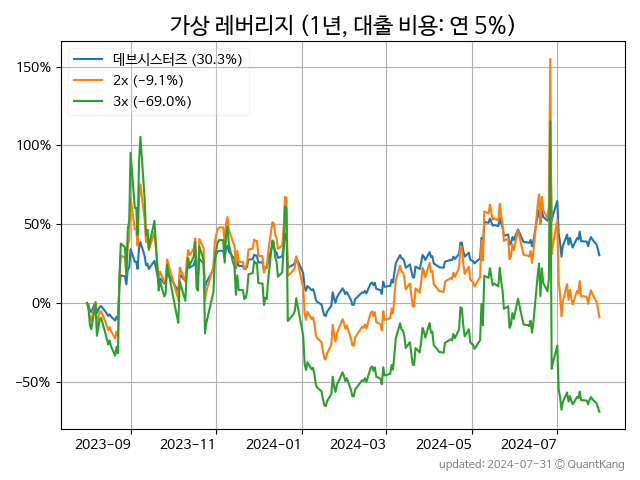 가상 레버리지 (1년, 대출 비용: 연 5%)
데브시스터즈 (30.3%)
2x (−9.1%)
3x (−69.0%)
150%
100%
50%
0%
−50%
2023−09
2023−11
2024−01
2024−03
2024−05
2024−07
updated: 2024-07-31 © QuantKang